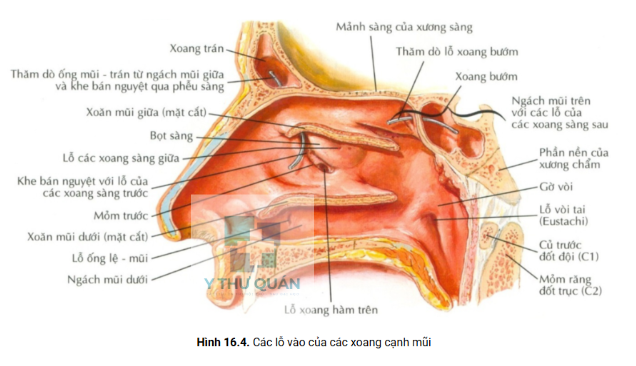 Mảnh sàng của xương sàng
Xoang trán
Thăm dò lỗ xoang bướm
Thăm dò ống mũi - trán từ ngách mũi giữa
và khe bán nguyệt qua phễu sàng
Xoang bướm
Ngách mũi trên
với các lỗ của
các xoang sàng sau
Xoăn mũi giữa (mặt cắt)
Bọt sàng
Lỗ các xoang sàng giữa
Phần nền của
xương chẩm
Khe bán nguyệt với lỗ của
các xoang sàng trước
Gờ vòi
Mỏm trước
Lỗ vòi tai
(Eustachi)
Xoăn mũi dưới (mặt cắt)
Củ trước
đốt đội (C1)
Lỗ ống lệ - mũi
Ngách mũi dưới
Mỏm răng
đốt trục (C2)
Y THƯ QUÁN
Lỗ xoang hàm trên
Hình 16.4. Các lỗ vào của các xoang cạnh mũi